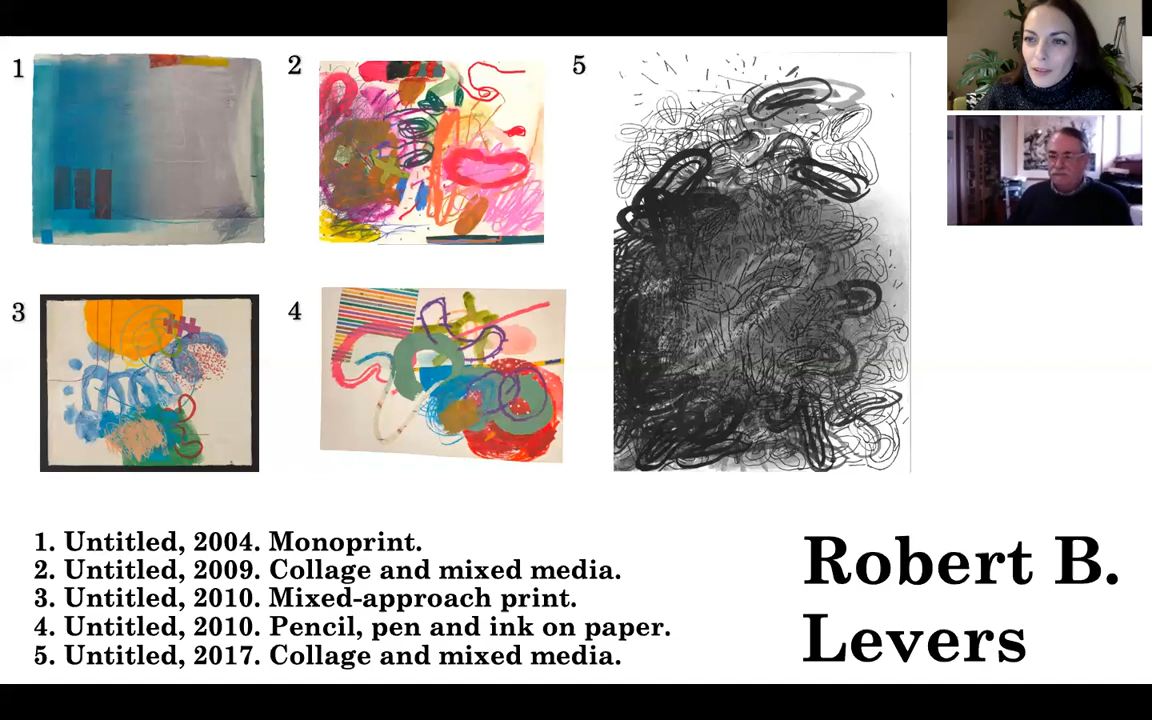 1
2
5
3
4
1. Untitled, 2004. Monoprint.
2. Untitled, 2009. Collage and mixed media.
3. Untitled, 2010. Mixed-approach print.
4. Untitled, 2010. Pencil, pen and ink on paper.
5. Untitled, 2017. Collage and mixed media.
Robert B.
Levers